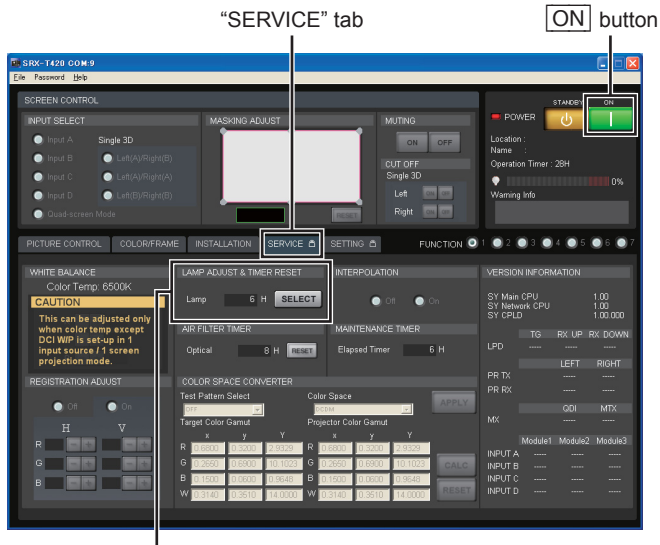 “SERVICE” tab
ON button
SRX-T420 COM:9
File Password Help
SCREEN CONTROL
INPUT SELECT
Input A Single 3D
Input B Left(A)/Right(B)
Input C Left(A)/Right(A)
Input D Left(B)/Right(B)
Quad-screen Mode
MASKING ADJUST
RESET
MUTING
ON OFF
CUT OFF
Single 3D
Left ON OFF
Right ON OFF
STANDBY ON
POWER
Location :
Name :
Operation Timer : 28H
0%
Warning Info
PICTURE CONTROL COLOR/FRAME INSTALLATION SERVICE SETTING FUNCTION 1 2 3 4 5 6 7
WHITE BALANCE
Color Temp: 6500K
CAUTION
This can be adjusted only
when color temp except
DCI WP is set-up in 1
input source / 1 screen
projection mode.
REGISTRATION ADJUST
Off On
H V
R - + - +
G - + - +
B - + - +
LAMP ADJUST & TIMER RESET
Lamp 6 H SELECT
INTERPOLATION
Off On
AIR FILTER TIMER
Optical 8 H RESET
MAINTENANCE TIMER
Elapsed Timer 6 H
COLOR SPACE CONVERTER
Test Pattern Select Color Space
OFF DCDM APPLY
Target Color Gamut Projector Color Gamut
x y Y x y Y
R 0.6800 0.3200 2.9329 R 0.6800 0.3200 2.9329
G 0.2650 0.6900 10.1023 G 0.2650 0.6900 10.1023 CALC
B 0.1500 0.0600 0.9648 B 0.1500 0.0600 0.9648
W 0.3140 0.3510 14.0000 W 0.3140 0.3510 14.0000 RESET
VERSION INFORMATION
SY Main CPU 1.00
SY Network CPU 1.00
SY CPLD 1.00.000
TG RX UP RX DOWN
LPD ----- ----- -----
LEFT RIGHT
PR TX ----- -----
PR RX ----- -----
QDI MTX
MX ----- -----
Module1 Module2 Module3
INPUT A ----- ----- -----
INPUT B ----- ----- -----
INPUT C ----- ----- -----
INPUT D ----- ----- -----